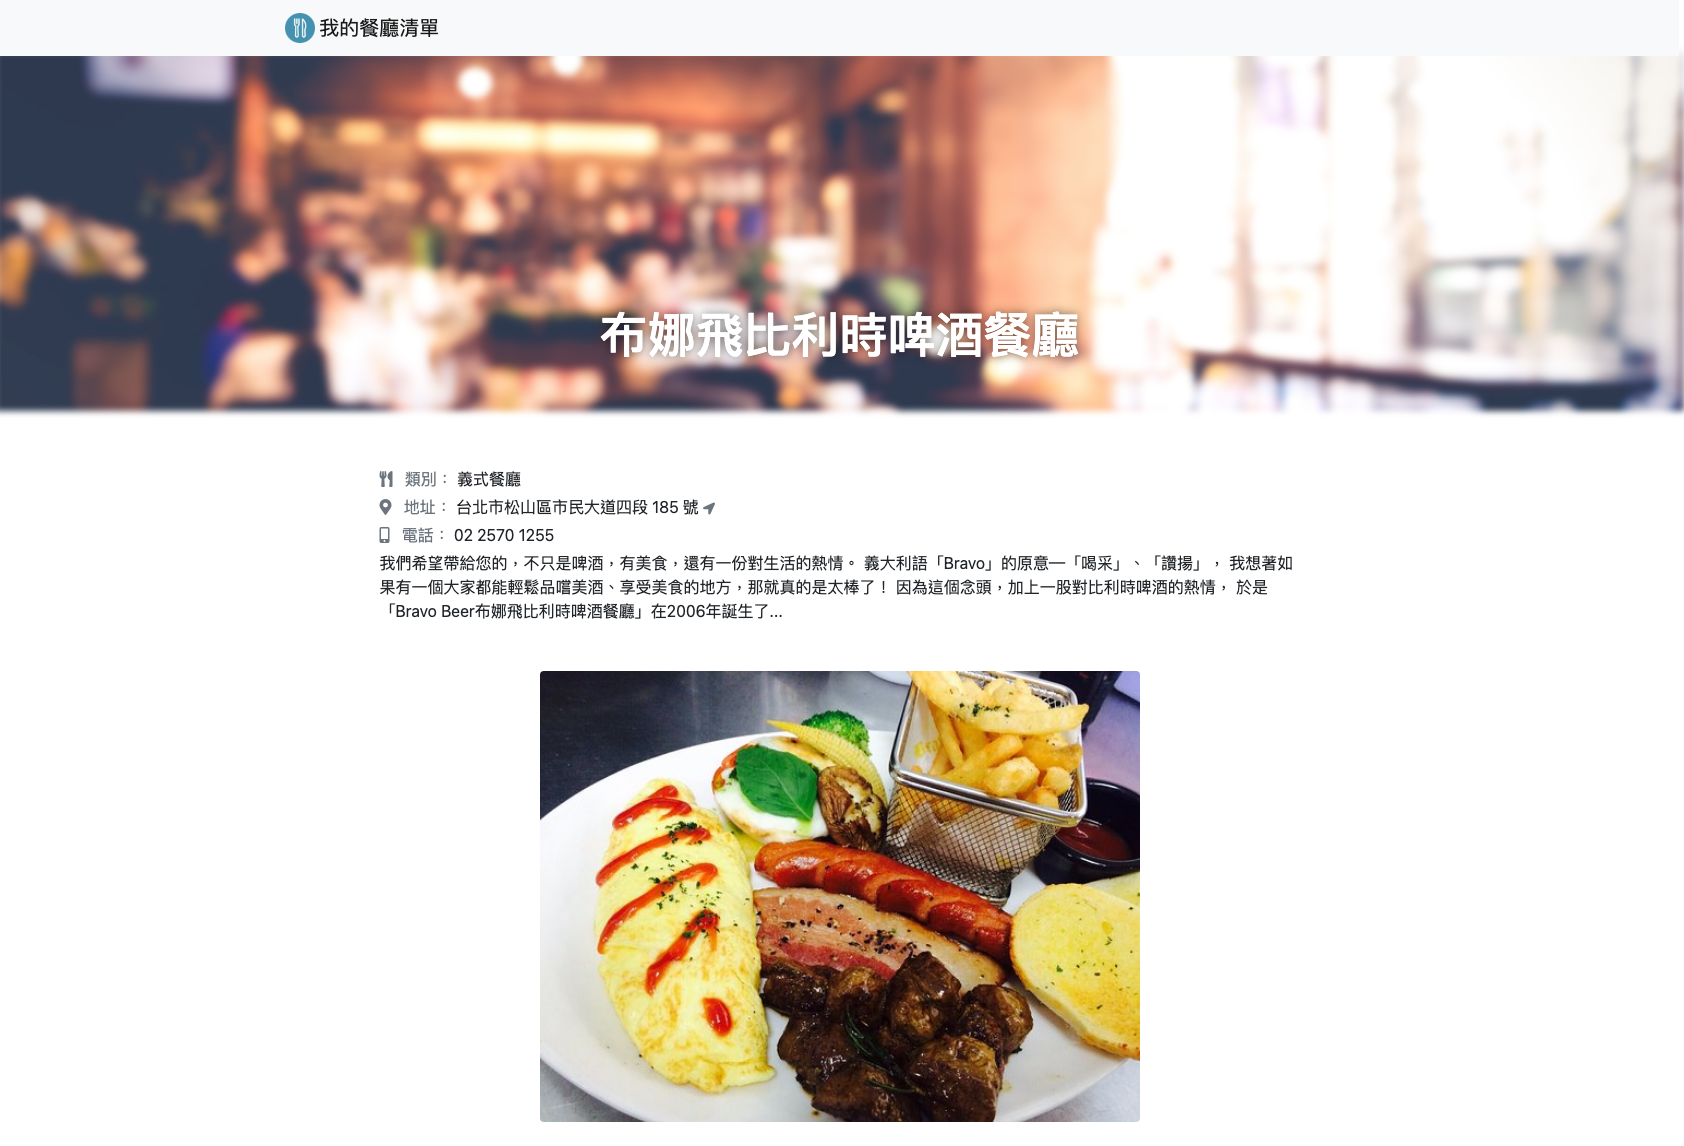 我的餐廳清單
布娜飛比利時啤酒餐廳
類別： 義式餐廳
地址： 台北市松山區市民大道四段 185 號
電話： 02 2570 1255
我們希望帶給您的，不只是啤酒，有美食，還有一份對生活的熱情。 義大利語「Bravo」的原意—「喝采」、「讚揚」， 我想著如
果有一個大家都能輕鬆品嚐美酒、享受美食的地方，那就真的是太棒了！ 因為這個念頭，加上一股對比利時啤酒的熱情， 於是
「Bravo Beer布娜飛比利時啤酒餐廳」在2006年誕生了...